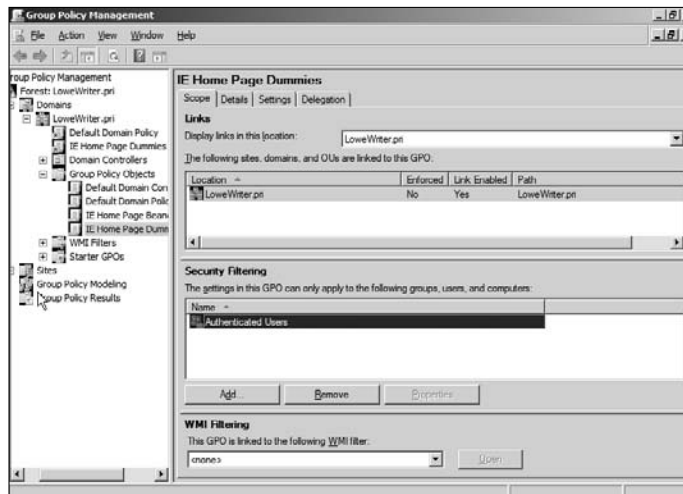 Group Policy Management
File Action View Window Help
roup Policy Management
Forest: LoweWriter.pri
Domains
LoweWriter.pri
Default Domain Policy
IE Home Page Dummies
Domain Controllers
Group Policy Objects
Default Domain Con
Default Domain Polic
IE Home Page Bean
IE Home Page Dumm
WMI Filters
Starter GPOs
Sites
Group Policy Modeling
oup Policy Results
IE Home Page Dummies
Scope Details Settings Delegation
Links
Display links in this location: LoweWriter.pri
The following sites, domains, and OUs are linked to this GPO:
Location Enforced Link Enabled Path
LoweWriter.pri No Yes LoweWriter.pri
Security Filtering
The settings in this GPO can only apply to the following groups, users, and computers:
Name
Authenticated Users
Add... Remove Properties
WMI Filtering
This GPO is linked to the following WMI filter:
<none> Open